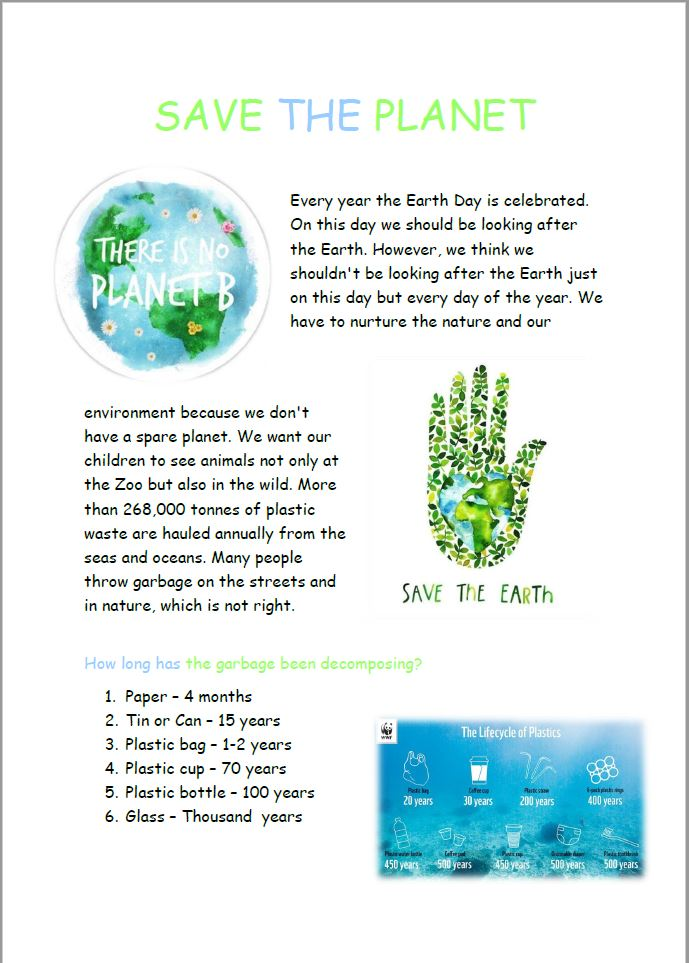 SAVE THE PLANET
THERE IS NO
PLANET B
Every year the Earth Day is celebrated.
On this day we should be looking after
the Earth. However, we think we
shouldn't be looking after the Earth just
on this day but every day of the year. We
have to nurture the nature and our
environment because we don't
have a spare planet. We want our
children to see animals not only at
the Zoo but also in the wild. More
than 268,000 tonnes of plastic
waste are hauled annually from the
seas and oceans. Many people
throw garbage on the streets and
in nature, which is not right.
SAVE THE EARTH
How long has the garbage been decomposing?
1. Paper – 4 months
2. Tin or Can – 15 years
3. Plastic bag – 1-2 years
4. Plastic cup – 70 years
5. Plastic bottle – 100 years
6. Glass – Thousand years
WWF
The Lifecycle of Plastics
Plastic bag Coffee cup Plastic straw 6-pack plastic rings
20 years 30 years 200 years 400 years
Plastic water bottle Coffee pod Plastic cup Disposable diaper Plastic toothbrush
450 years 500 years 450 years 500 years 500 years